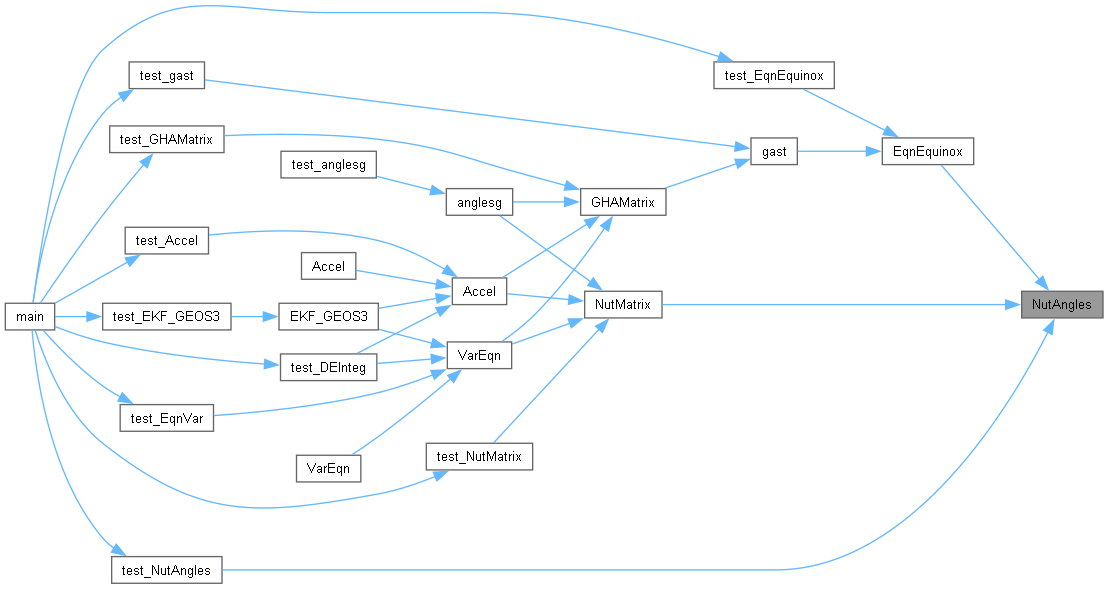 test_EqnEquinox
test_gast
test_GHAMatrix
gast
EqnEquinox
test_anglesg
anglesg
GHAMatrix
test_Accel
Accel
Accel
NutMatrix
NutAngles
main
test_EKF_GEOS3
EKF_GEOS3
VarEqn
test_DEInteg
test_EqnVar
test_NutMatrix
VarEqn
test_NutAngles